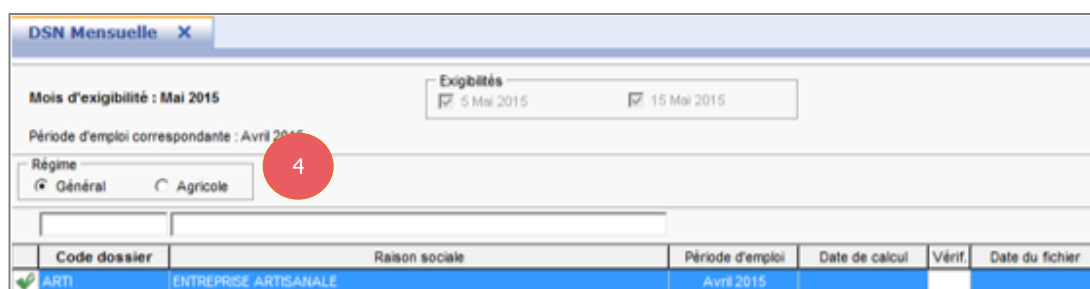 DSN Mensuelle X
Exigibilités
Mois d'exigibilité : Mai 2015
5 Mai 2015 15 Mai 2015
Période d'emploi correspondante : Avril 2015
Régime
4
Général Agricole
Code dossier Raison sociale Période d'emploi Date de calcul Vérif. Date du fichier
ARTI ENTREPRISE ARTISANALE Avril 2015